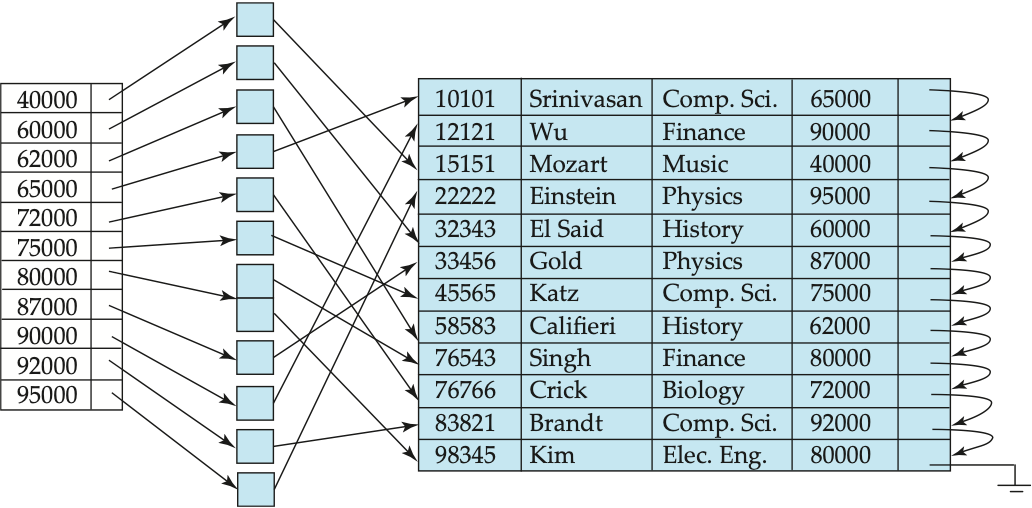 40000
60000
62000
65000
72000
75000
80000
87000
90000
92000
95000
10101 Srinivasan Comp. Sci. 65000
12121 Wu Finance 90000
15151 Mozart Music 40000
22222 Einstein Physics 95000
32343 El Said History 60000
33456 Gold Physics 87000
45565 Katz Comp. Sci. 75000
58583 Califieri History 62000
76543 Singh Finance 80000
76766 Crick Biology 72000
83821 Brandt Comp. Sci. 92000
98345 Kim Elec. Eng. 80000